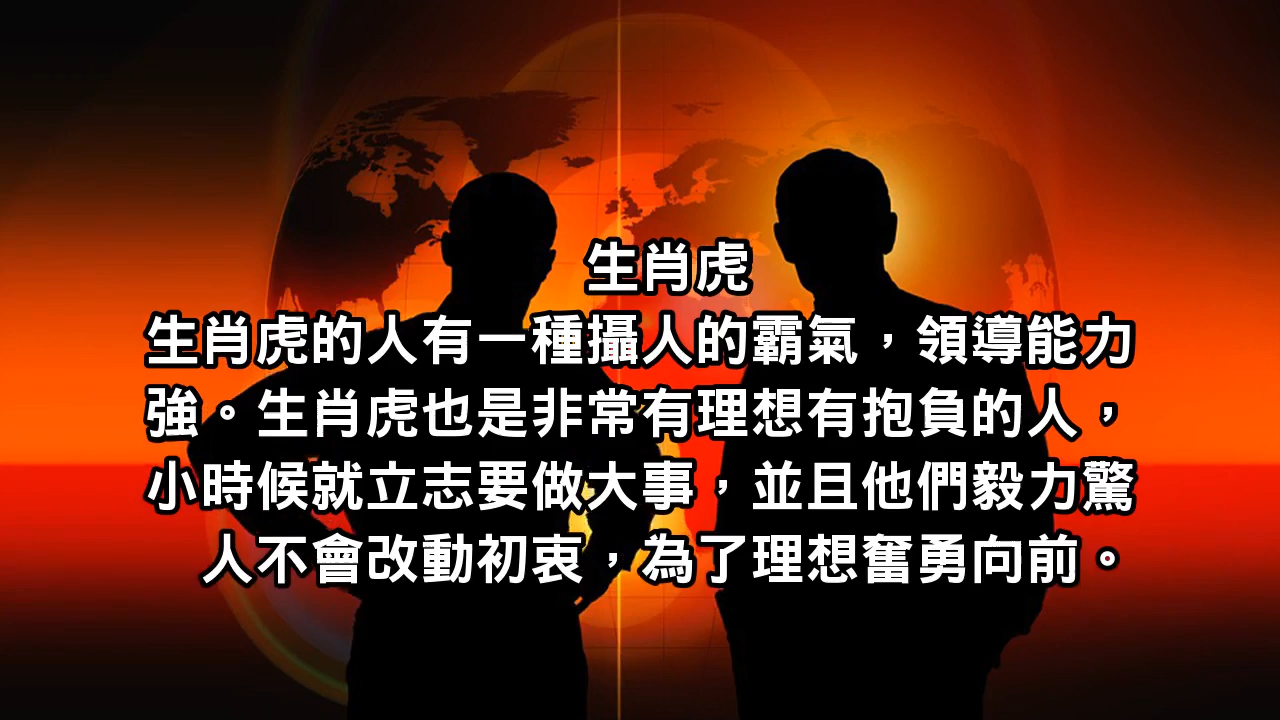 生肖虎
生肖虎的人有一種攝人的霸氣，領導能力
強。生肖虎也是非常有理想有抱負的人，
小時候就立志要做大事，並且他們毅力驚
人不會改動初衷，為了理想奮勇向前。